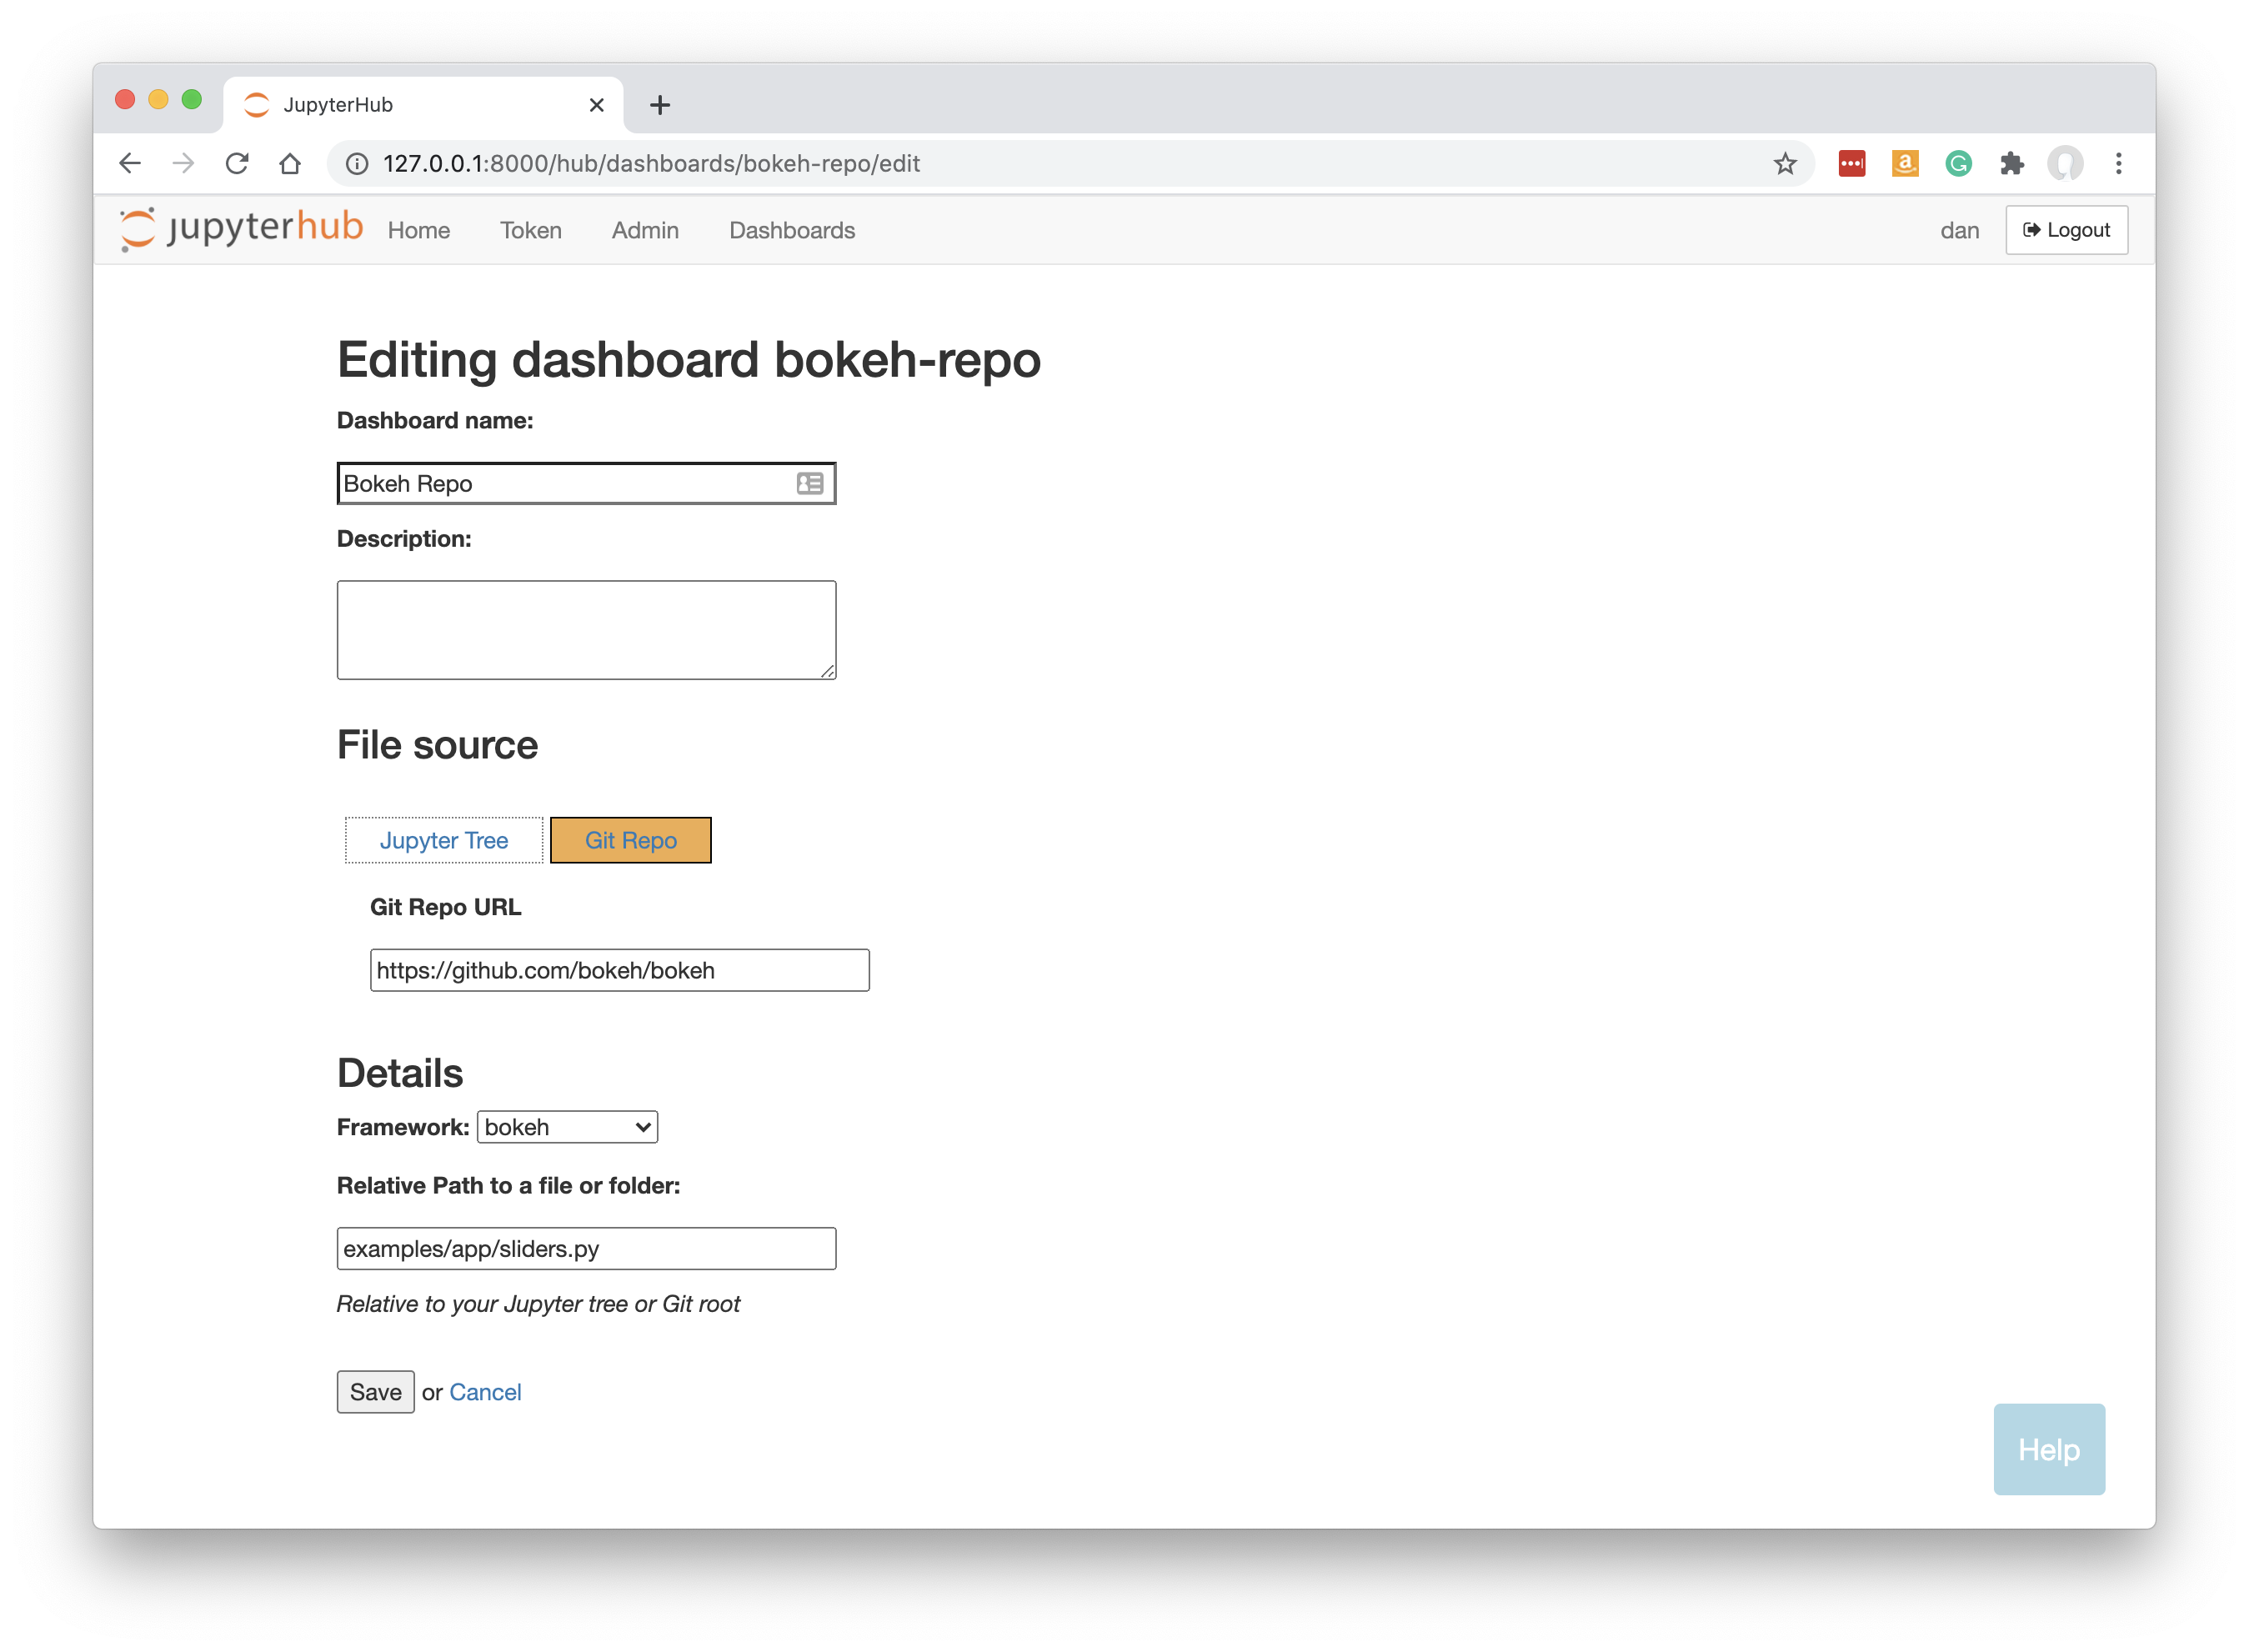 JupyterHub
127.0.0.1:8000/hub/dashboards/bokeh-repo/edit
jupyterhub Home Token Admin Dashboards dan Logout
Editing dashboard bokeh-repo
Dashboard name:
Bokeh Repo
Description:
File source
Jupyter Tree Git Repo
Git Repo URL
https://github.com/bokeh/bokeh
Details
Framework: bokeh
Relative Path to a file or folder:
examples/app/sliders.py
Relative to your Jupyter tree or Git root
Save or Cancel
Help